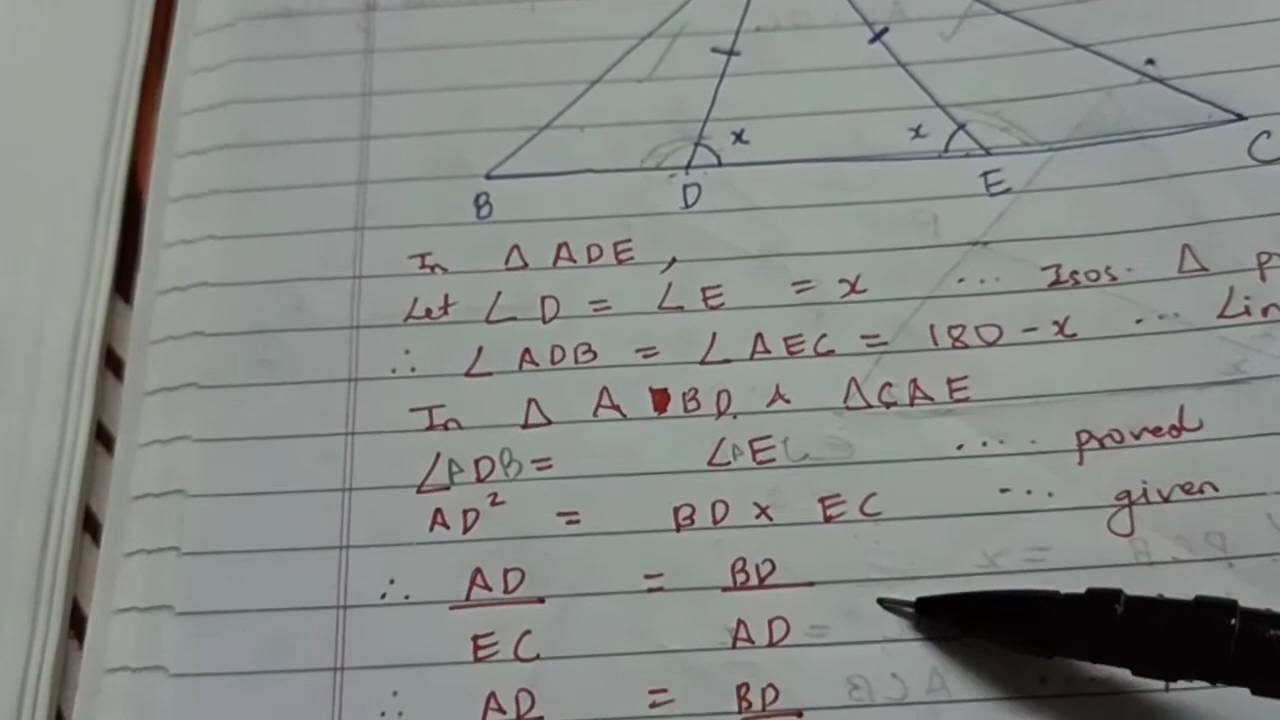 x x
B D E C
In Δ ADE,
Let ∠D = ∠E = x ... Isos. Δ
∴ ∠ADB = ∠AEC = 180 - x ...
In Δ ABD & ΔCAE
∠ADB = ∠AEC .... proved
AD² = BD x EC ... given
∴ AD = BD
EC AD
∴ AD = BD